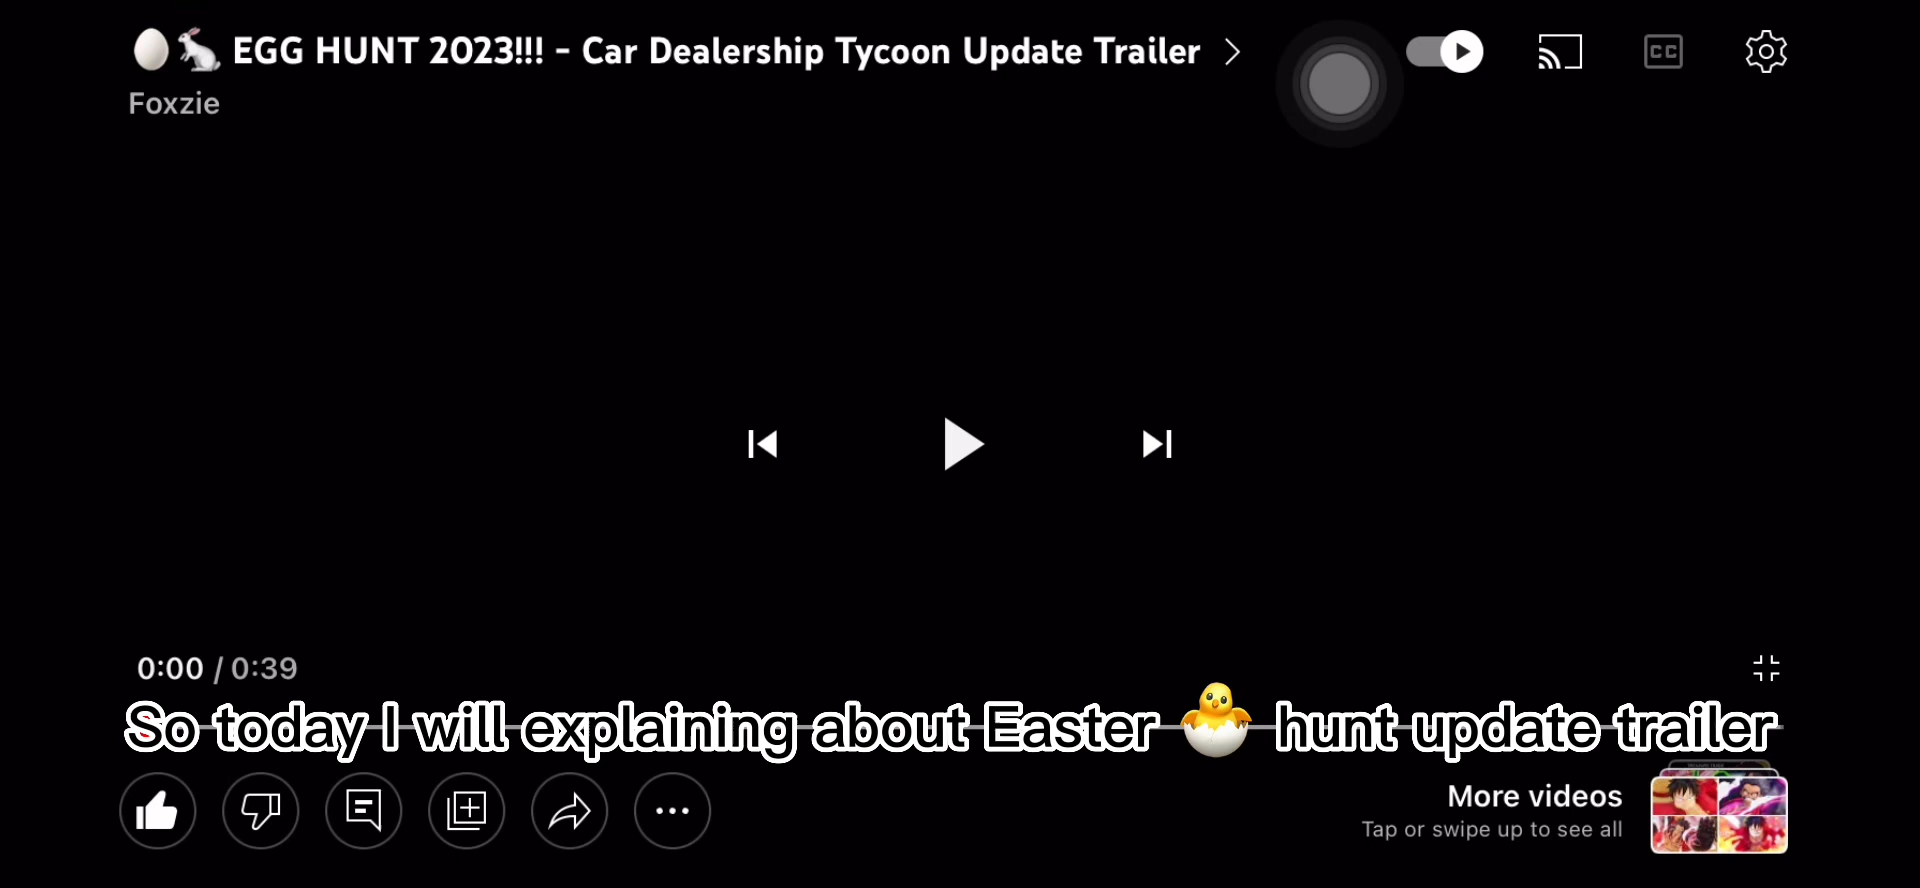 🥚🐇 EGG HUNT 2023!!! - Car Dealership Tycoon Update Trailer
Foxzie
CC
0:00 / 0:39
So today I will explaining about Easter 🐣 hunt update trailer
More videos
Tap or swipe up to see all